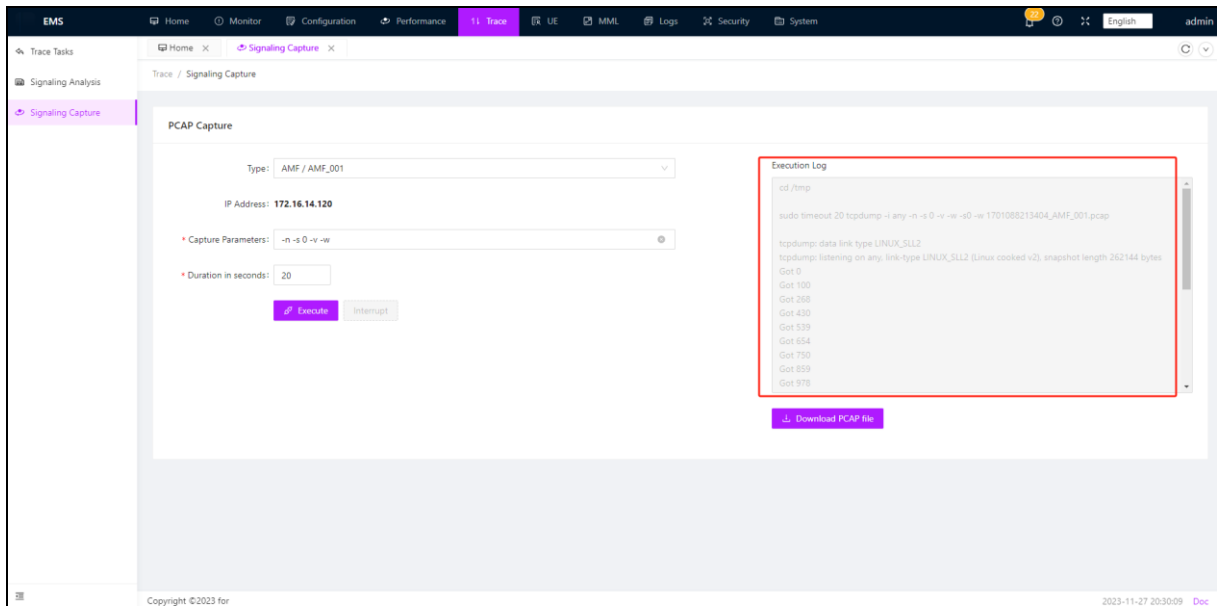 EMS Home Monitor Configuration Performance Trace UE MML Logs Security System 22 English admin
Trace Tasks
Signaling Analysis
Signaling Capture
Home Signaling Capture
Trace / Signaling Capture
PCAP Capture
Type: AMF / AMF_001
IP Address: 172.16.14.120
* Capture Parameters: -n -s 0 -v -w
* Duration in seconds: 20
Execute Interrupt
Execution Log
cd /tmp
sudo timeout 20 tcpdump -i any -n -s 0 -v -w -s0 -w 1701088213404_AMF_001.pcap
tcpdump: data link type LINUX_SLL2
tcpdump: listening on any, link-type LINUX_SLL2 (Linux cooked v2), snapshot length 262144 bytes
Got 0
Got 100
Got 268
Got 430
Got 539
Got 654
Got 750
Got 859
Got 978
Download PCAP file
Copyright ©2023 for
2023-11-27 20:30:09 Doc